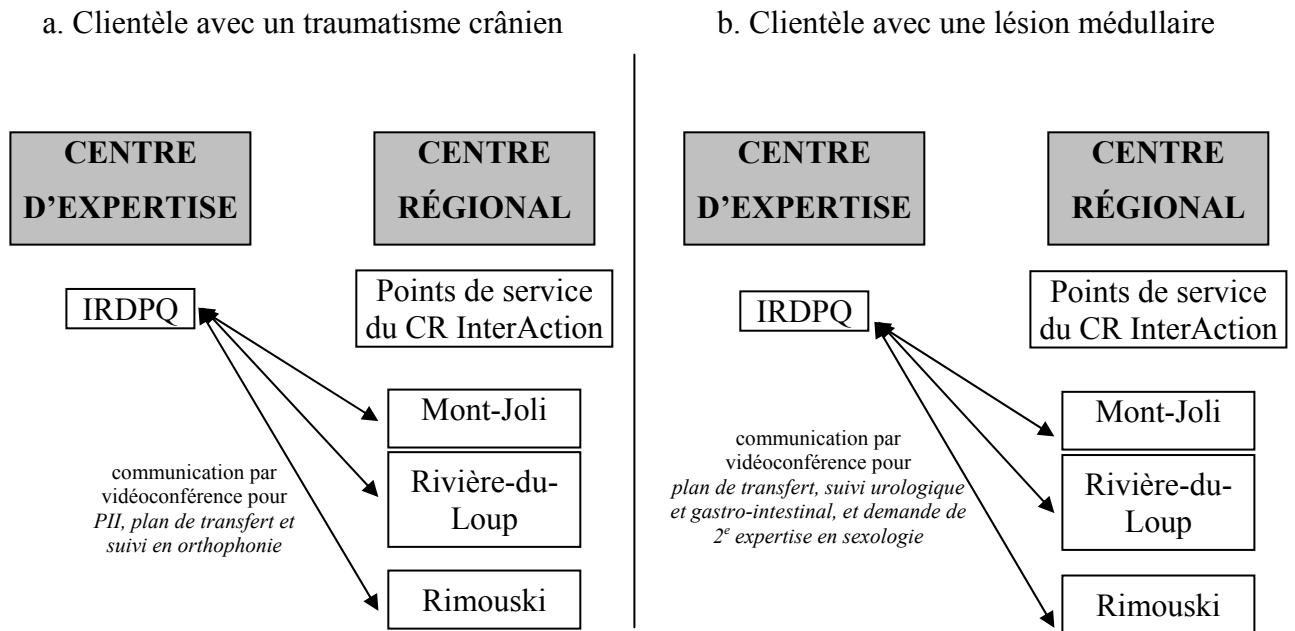 a. Clientèle avec un traumatisme crânien
CENTRE
D’EXPERTISE
CENTRE
RÉGIONAL
IRDPQ
Points de service
du CR InterAction
Mont-Joli
Rivière-du-
Loup
Rimouski
communication par
vidéoconférence pour
PII, plan de transfert et
suivi en orthophonie
b. Clientèle avec une lésion médullaire
CENTRE
D’EXPERTISE
CENTRE
RÉGIONAL
IRDPQ
Points de service
du CR InterAction
Mont-Joli
Rivière-du-
Loup
Rimouski
communication par
vidéoconférence pour
plan de transfert, suivi urologique
et gastro-intestinal, et demande de
2e expertise en sexologie